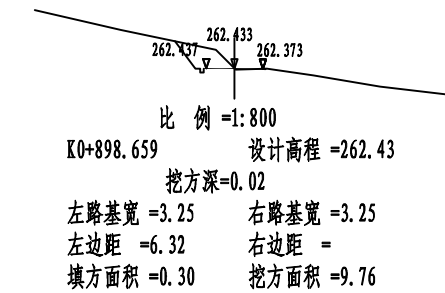 262.433
262.437 262.373
比 例 =1:800
K0+898.659 设计高程 =262.43
挖方深=0.02
左路基宽 =3.25 右路基宽 =3.25
左边距 =6.32 右边距 =
填方面积 =0.30 挖方面积 =9.76